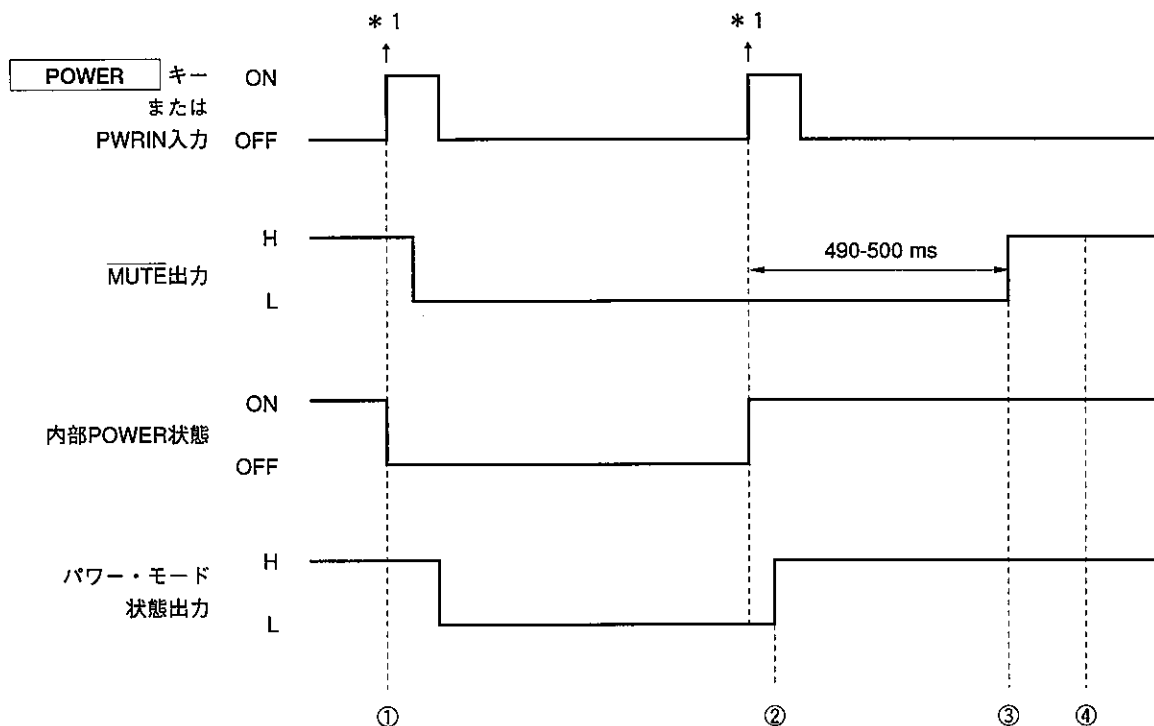 *1 *1
POWER キー ON
または
PWRIN入力 OFF
H
MUTE出力
490-500 ms
L
ON
内部POWER状態
OFF
H
パワー・モード
状態出力
L
① ② ③ ④